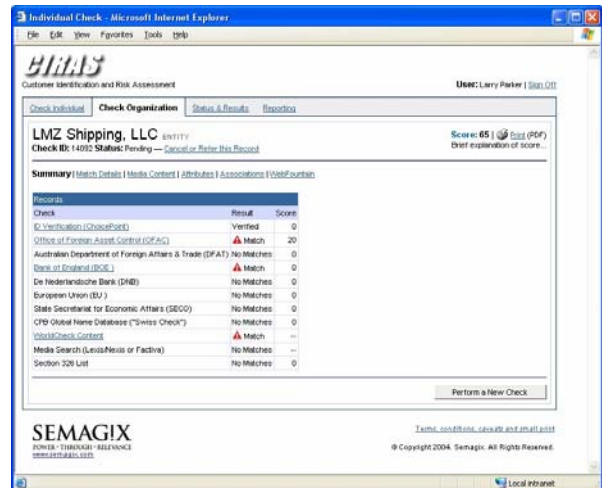 Individual Check - Microsoft Internet Explorer
File Edit View Favorites Tools Help
CIRAS
Customer Identification and Risk Assessment
User: Larry Parker | Sign Off
Check Individual Check Organization Status & Results Reporting
LMZ Shipping, LLC ENTITY
Score: 65 | Print (PDF)
Check ID: 14092 Status: Pending — Cancel or Refer this Record
Brief explanation of score...
Summary | Match Details | Media Content | Attributes | Associations | WebFountain
Records
Check Result Score
ID Verification (ChoicePoint) Verified 0
Office of Foreign Asset Control (OFAC) Match 20
Australian Department of Foreign Affairs & Trade (DFAT) No Matches 0
Bank of England (BOE ) Match 0
De Nederlandsche Bank (DNB) No Matches 0
European Union (EU ) No Matches 0
State Secretariat for Economic Affairs (SECO) No Matches 0
CPB Global Name Database ("Swiss Check") No Matches 0
WorldCheck Content Match --
Media Search (Lexis/Nexis or Factiva) No Matches --
Section 326 List No Matches 0
Perform a New Check
SEMAGIX
POWER · THROUGH · RELEVANCE
www.semagix.com
Terms, conditions, caveats and small print
© Copyright 2004. Semagix. All Rights Reserved.
Local intranet